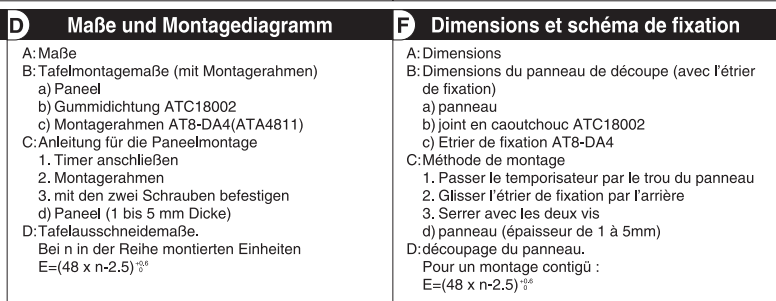 D Maße und Montagediagramm
A: Maße
B: Tafelmontagemaße (mit Montagerahmen)
a) Paneel
b) Gummidichtung ATC18002
c) Montagerahmen AT8-DA4(ATA4811)
C: Anleitung für die Paneelmontage
1. Timer anschließen
2. Montagerahmen
3. mit den zwei Schrauben befestigen
d) Paneel (1 bis 5 mm Dicke)
D: Tafelausschneidemaße.
Bei n in der Reihe montierten Einheiten
E=(48 x n-2.5) +0.6 0
F Dimensions et schéma de fixation
A: Dimensions
B: Dimensions du panneau de découpe (avec l'étrier
de fixation)
a) panneau
b) joint en caoutchouc ATC18002
c) Etrier de fixation AT8-DA4
C: Méthode de montage
1. Passer le temporisateur par le trou du panneau
2. Glisser l'étrier de fixation par l'arrière
3. Serrer avec les deux vis
d) panneau (épaisseur de 1 à 5mm)
D: découpage du panneau.
Pour un montage contigü :
E=(48 x n-2.5) +0.6 0